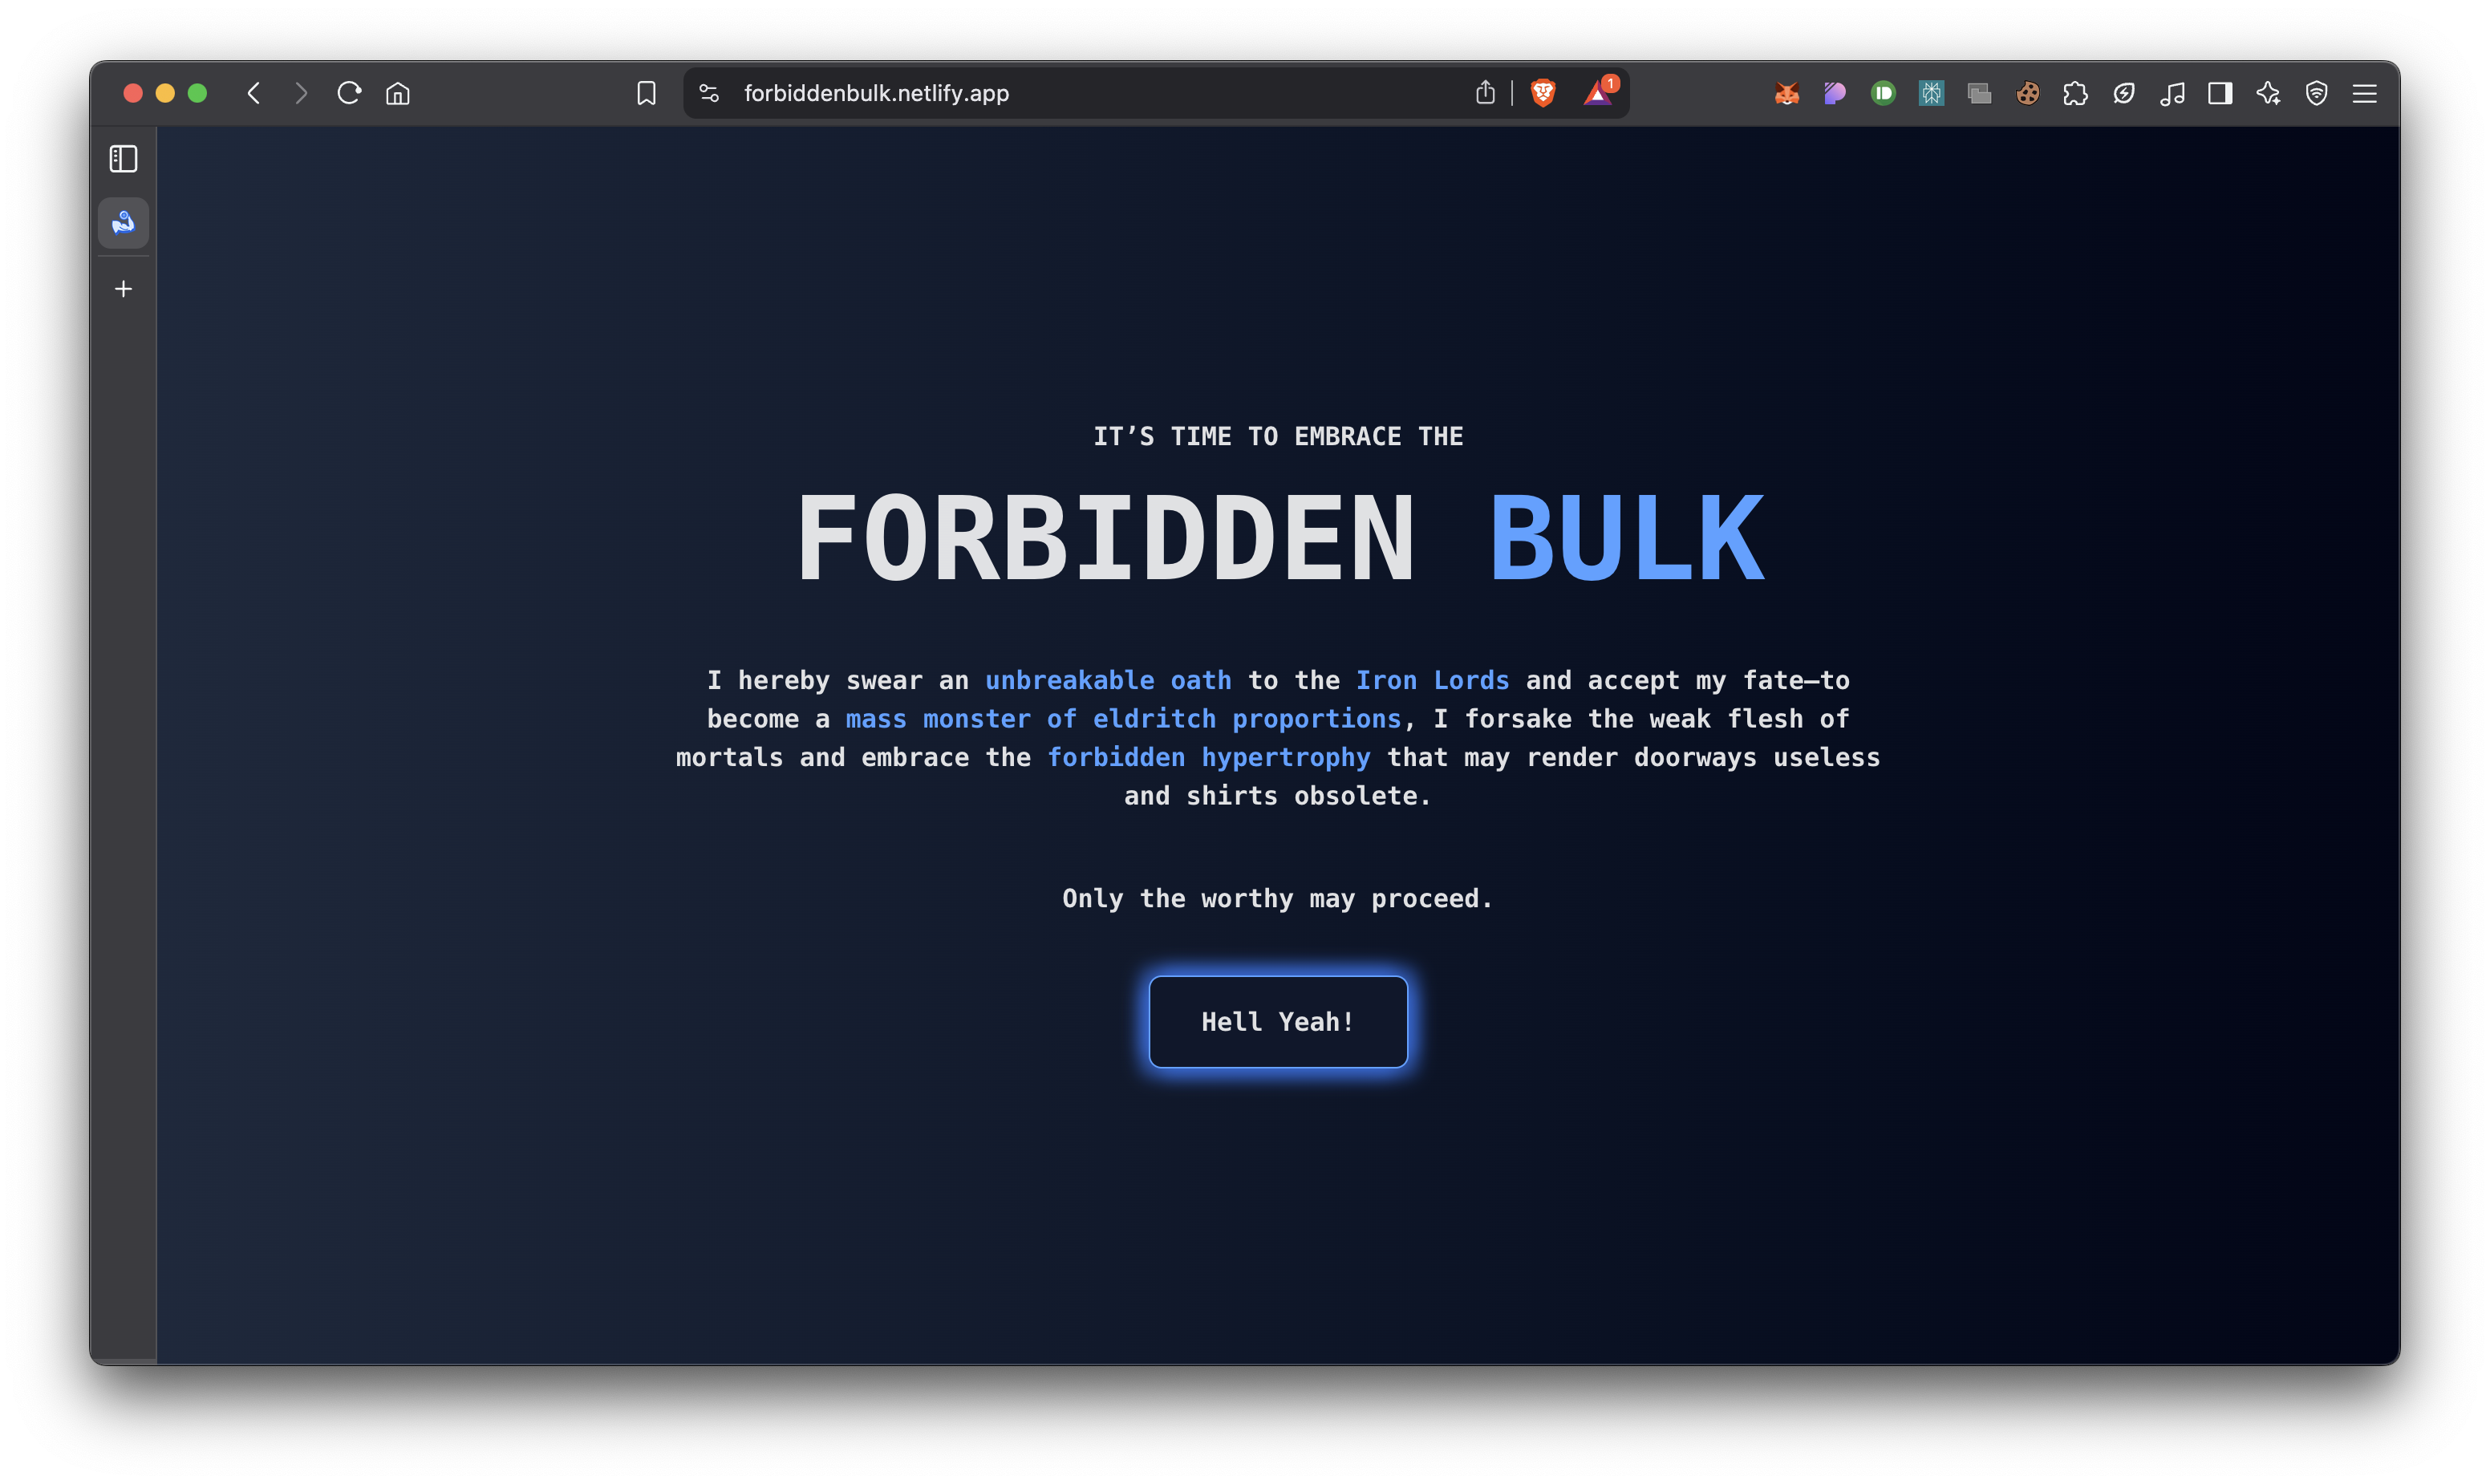 forbiddenbulk.netlify.app
1
IT’S TIME TO EMBRACE THE
FORBIDDEN BULK
I hereby swear an unbreakable oath to the Iron Lords and accept my fate—to
become a mass monster of eldritch proportions, I forsake the weak flesh of
mortals and embrace the forbidden hypertrophy that may render doorways useless
and shirts obsolete.
Only the worthy may proceed.
Hell Yeah!